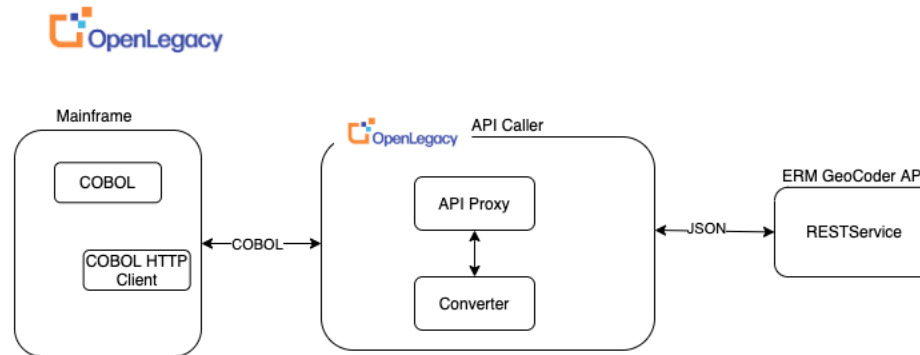 OpenLegacy
Mainframe
COBOL
COBOL HTTP
Client
COBOL
OpenLegacy
API Caller
API Proxy
Converter
JSON
ERM GeoCoder AP
RESTService